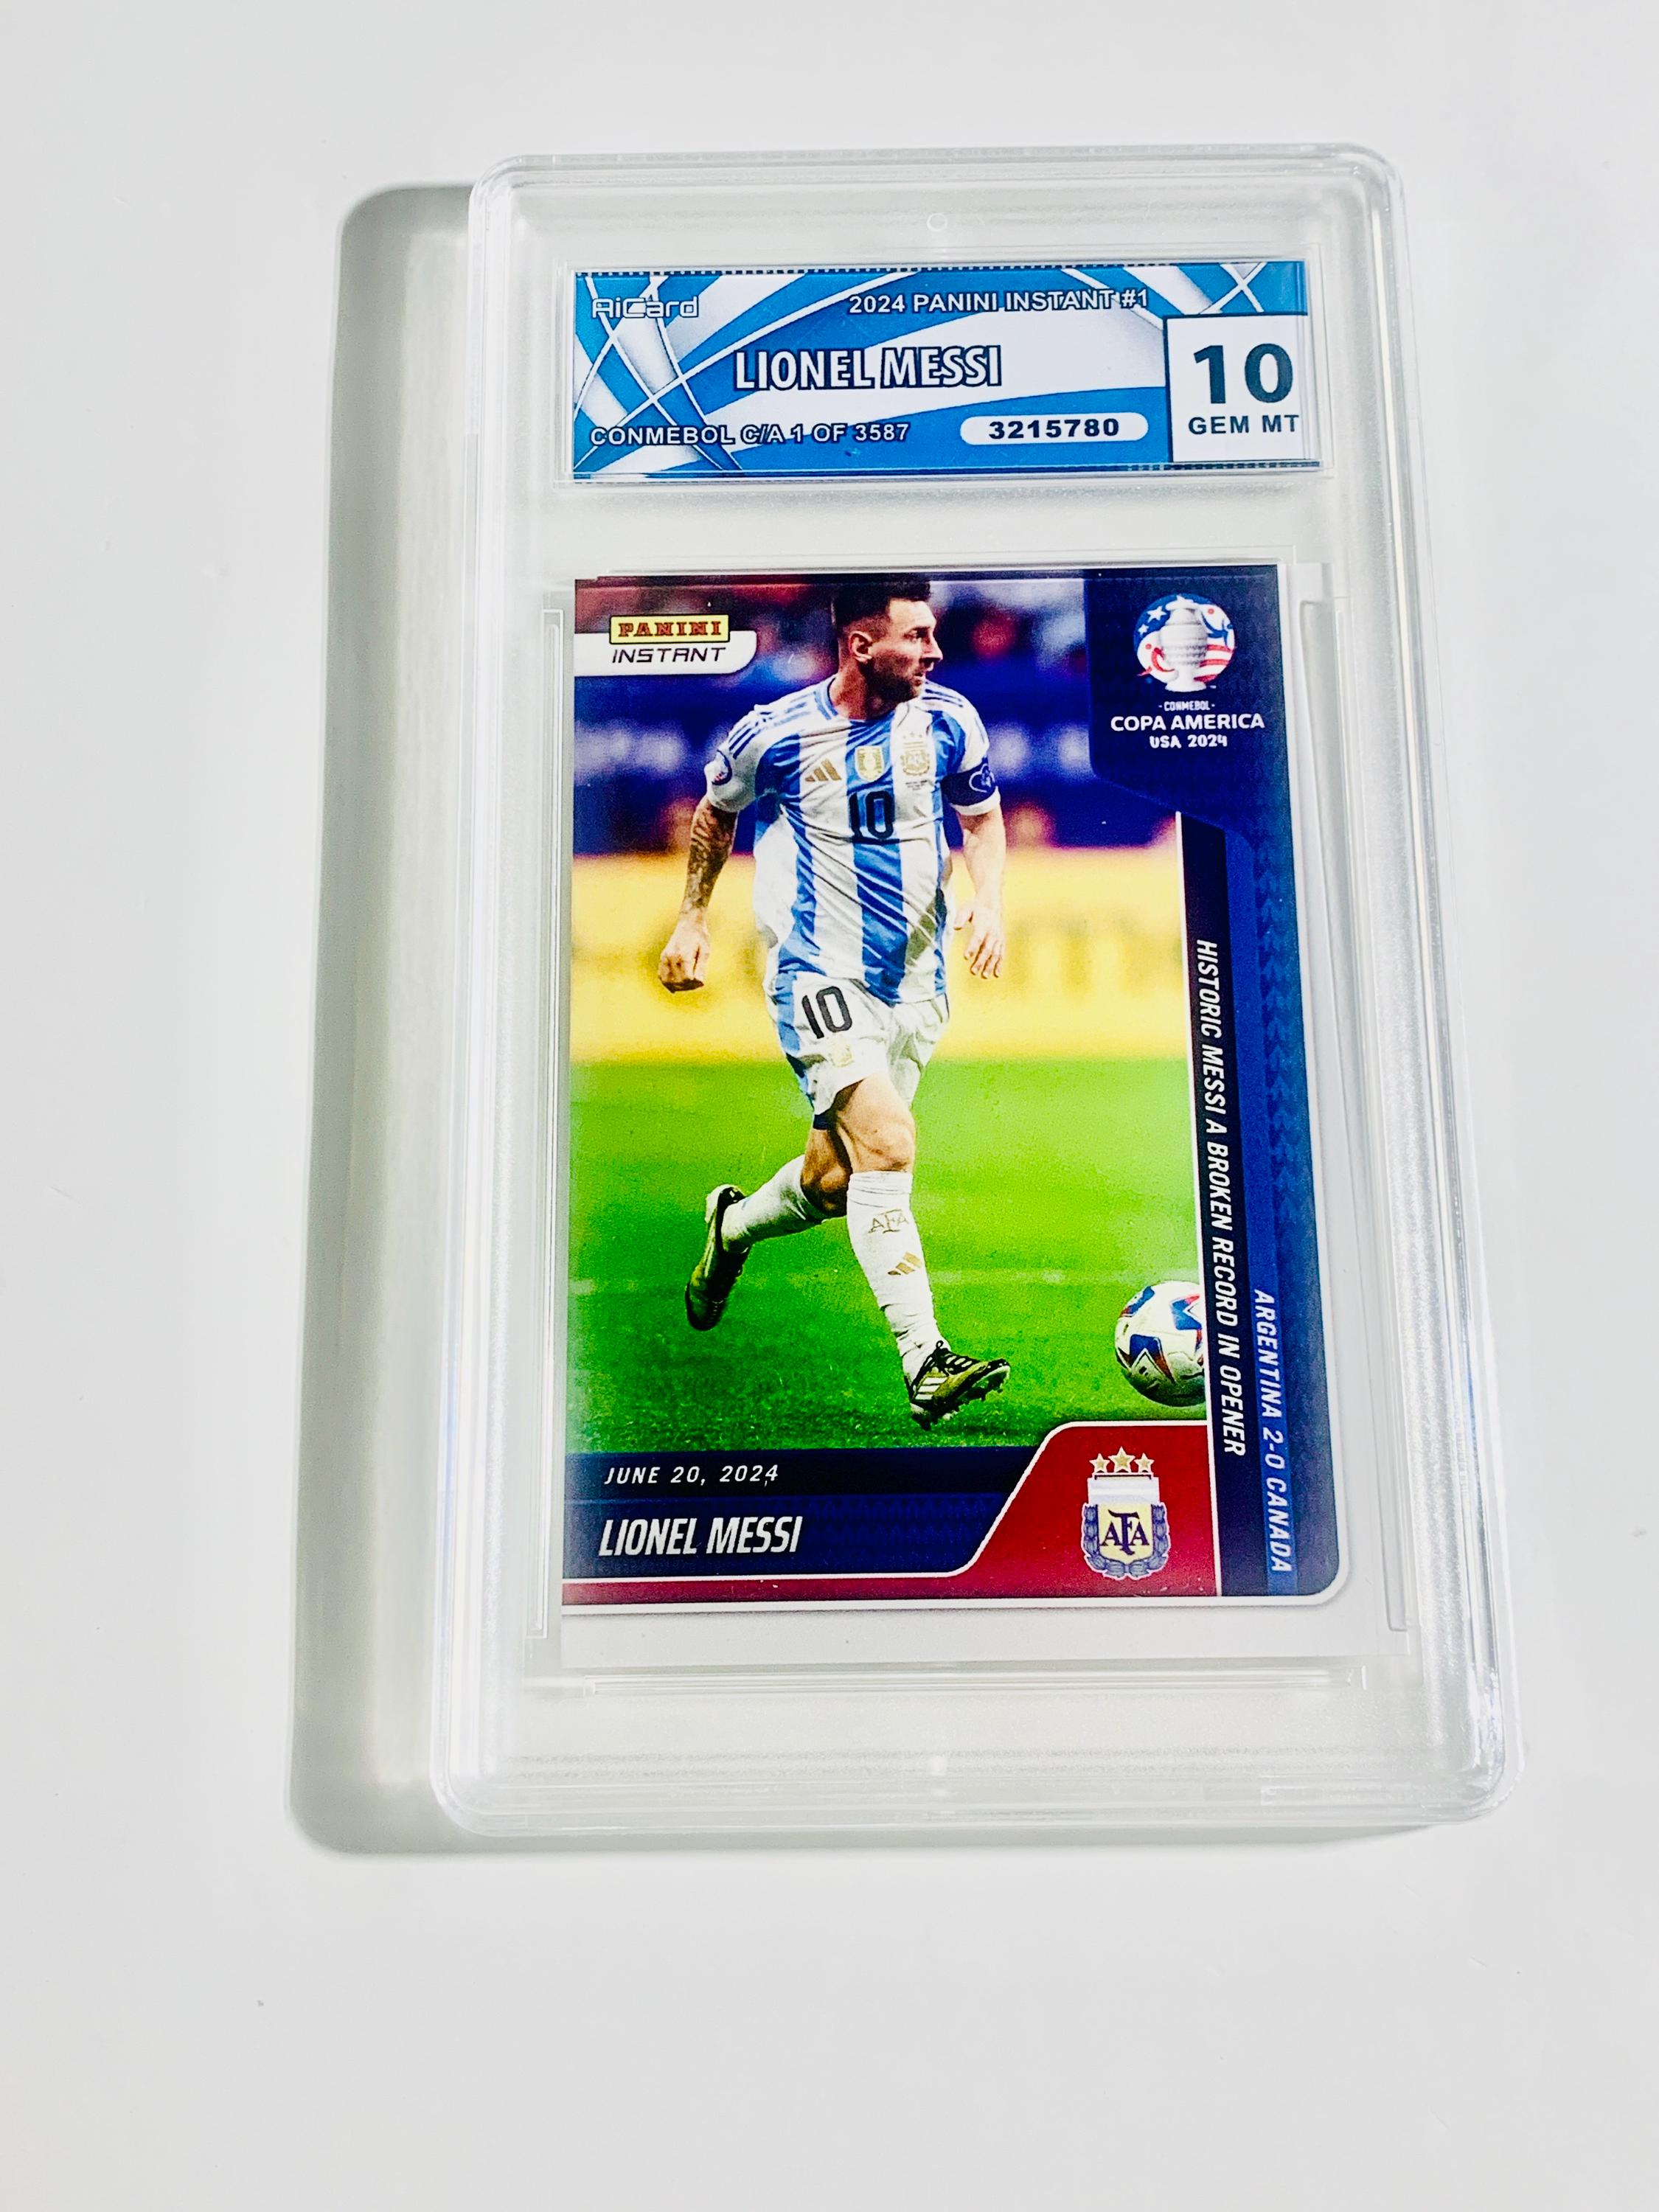 AiCard
2024 PANINI INSTANT #1
LIONEL MESSI
10
GEM MT
CONMEBOL C/A 1 OF 3587
3215780
PANINI
INSTANT
- CONMEBOL -
COPA AMERICA
USA 2024
10
10
AFA
HISTORIC MESSI A BROKEN RECORD IN OPENER
ARGENTINA 2-0 CANADA
JUNE 20, 2024
LIONEL MESSI
AFA